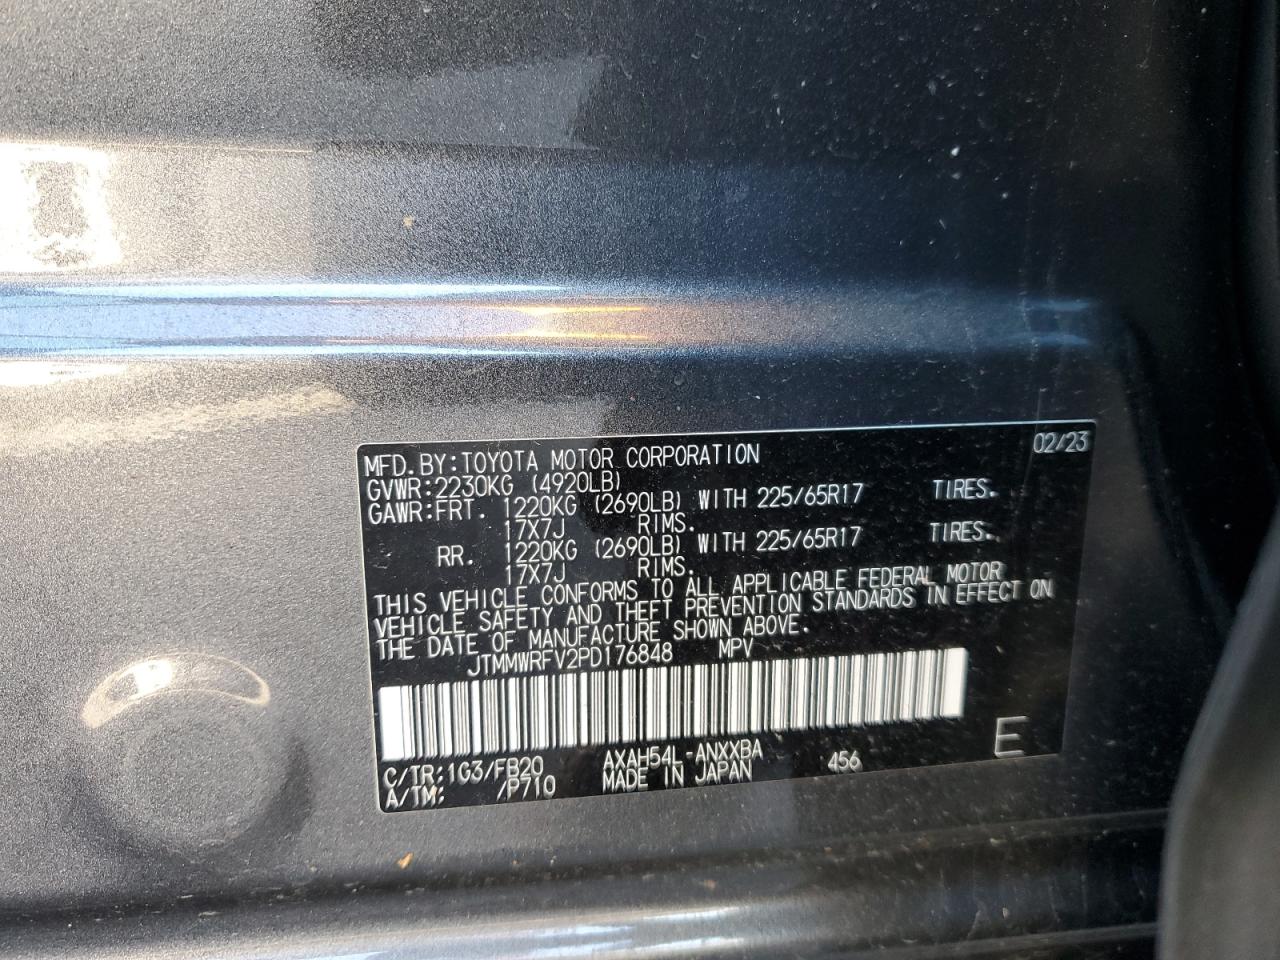 02/23
MFD.BY:TOYOTA MOTOR CORPORATION
GVWR:2230KG (4920LB)
GAWR:FRT. 1220KG (2690LB) WITH 225/65R17 TIRES.
17X7J RIMS.
RR. 1220KG (2690LB) WITH 225/65R17 TIRES.
17X7J RIMS.
THIS VEHICLE CONFORMS TO ALL APPLICABLE FEDERAL MOTOR
VEHICLE SAFETY AND THEFT PREVENTION STANDARDS IN EFFECT ON
THE DATE OF MANUFACTURE SHOWN ABOVE.
JTMMWRFV2PD176848 MPV
C/TR:1G3/FB20 AXAH54L-ANXXBA 456 E
A/TM: /P710 MADE IN JAPAN